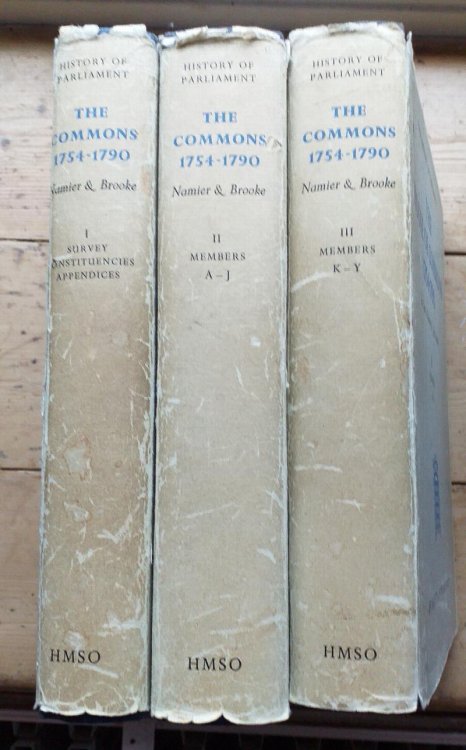 HISTORY OF
PARLIAMENT
THE
COMMONS
1754-1790
Namier & Brooke
I
SURVEY
CONSTITUENCIES
APPENDICES
HMSO
HISTORY OF
PARLIAMENT
THE
COMMONS
1754-1790
Namier & Brooke
II
MEMBERS
A-J
HMSO
HISTORY OF
PARLIAMENT
THE
COMMONS
1754-1790
Namier & Brooke
III
MEMBERS
K-Y
HMSO